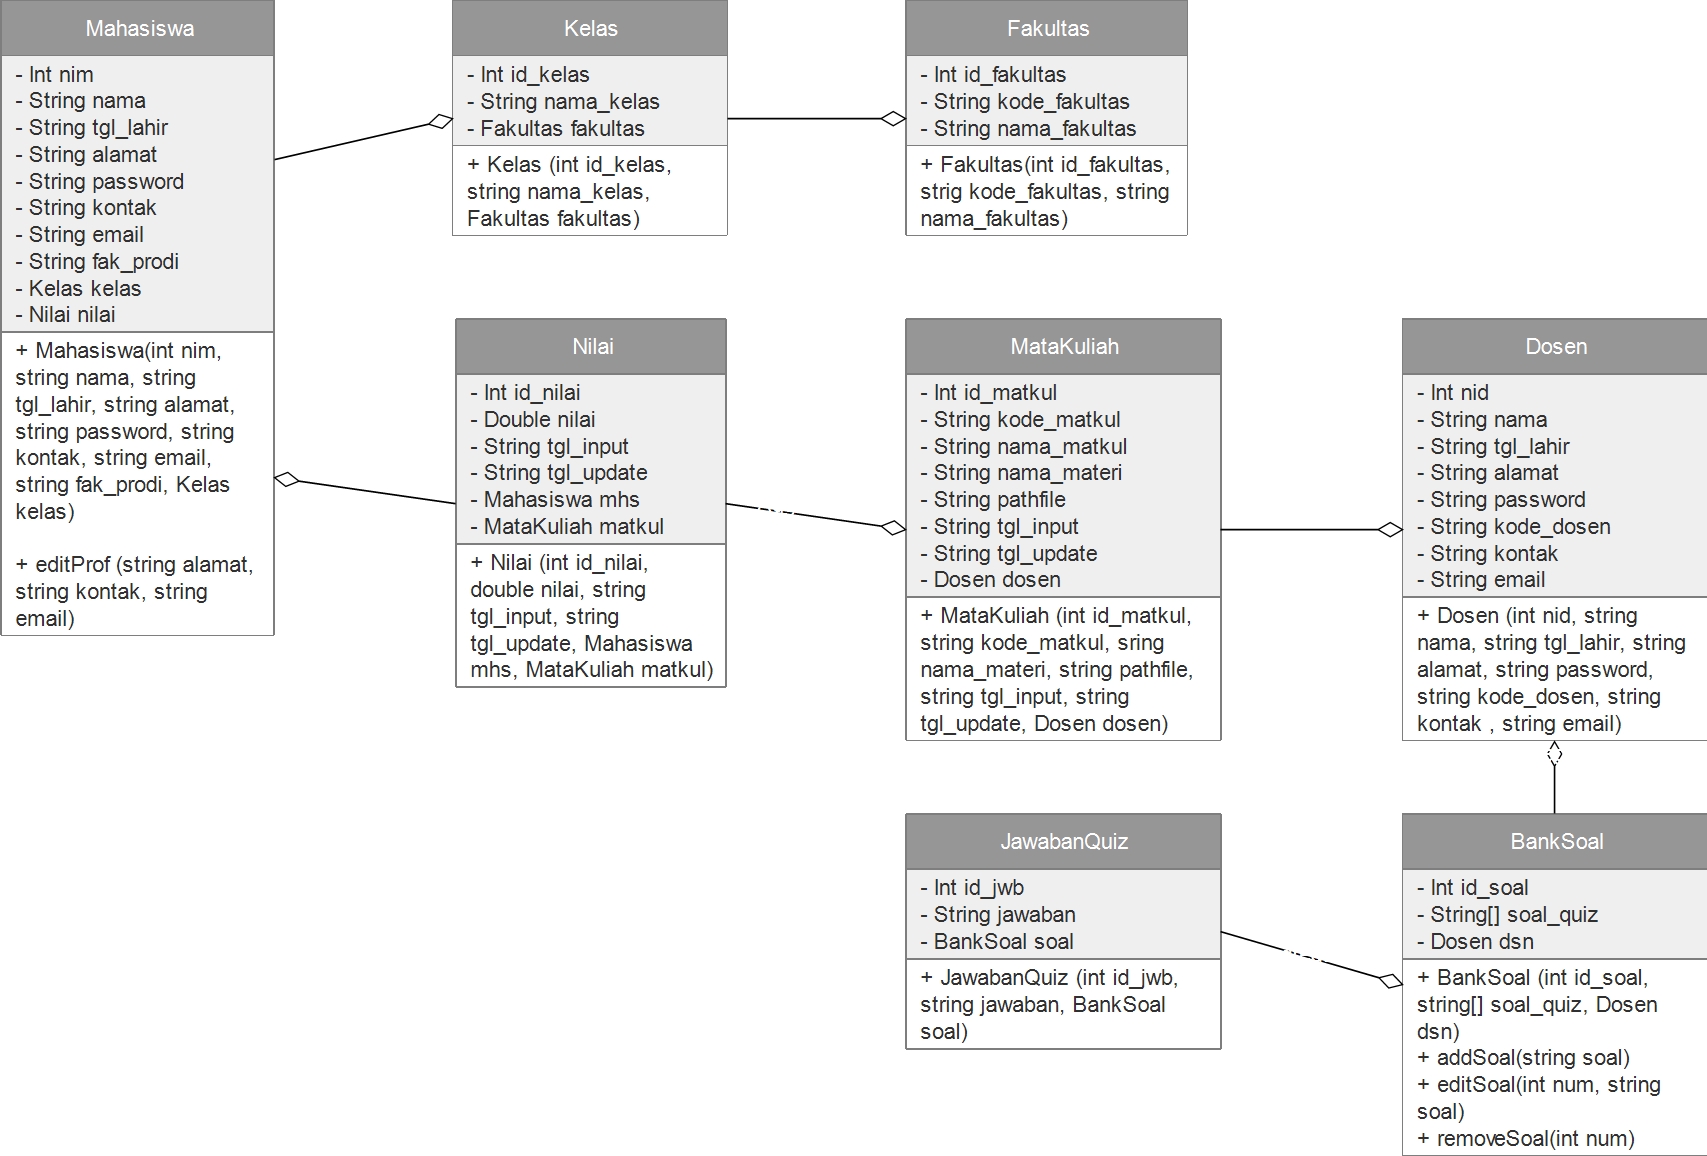 Mahasiswa
- Int nim
- String nama
- String tgl_lahir
- String alamat
- String password
- String kontak
- String email
- String fak_prodi
- Kelas kelas
- Nilai nilai
+ Mahasiswa(int nim,
string nama, string
tgl_lahir, string alamat,
string password, string
kontak, string email,
string fak_prodi, Kelas
kelas)
+ editProf (string alamat,
string kontak, string
email)
Kelas
- Int id_kelas
- String nama_kelas
- Fakultas fakultas
+ Kelas (int id_kelas,
string nama_kelas,
Fakultas fakultas)
Fakultas
- Int id_fakultas
- String kode_fakultas
- String nama_fakultas
+ Fakultas(int id_fakultas,
strig kode_fakultas, string
nama_fakultas)
Nilai
- Int id_nilai
- Double nilai
- String tgl_input
- String tgl_update
- Mahasiswa mhs
- MataKuliah matkul
+ Nilai (int id_nilai,
double nilai, string
tgl_input, string
tgl_update, Mahasiswa
mhs, MataKuliah matkul)
MataKuliah
- Int id_matkul
- String kode_matkul
- String nama_matkul
- String nama_materi
- String pathfile
- String tgl_input
- String tgl_update
- Dosen dosen
+ MataKuliah (int id_matkul,
string kode_matkul, sring
nama_materi, string pathfile,
string tgl_input, string
tgl_update, Dosen dosen)
Dosen
- Int nid
- String nama
- String tgl_lahir
- String alamat
- String password
- String kode_dosen
- String kontak
- String email
+ Dosen (int nid, string
nama, string tgl_lahir, string
alamat, string password,
string kode_dosen, string
kontak , string email)
JawabanQuiz
- Int id_jwb
- String jawaban
- BankSoal soal
+ JawabanQuiz (int id_jwb,
string jawaban, BankSoal
soal)
BankSoal
- Int id_soal
- String[] soal_quiz
- Dosen dsn
+ BankSoal (int id_soal,
string[] soal_quiz, Dosen
dsn)
+ addSoal(string soal)
+ editSoal(int num, string
soal)
+ removeSoal(int num)